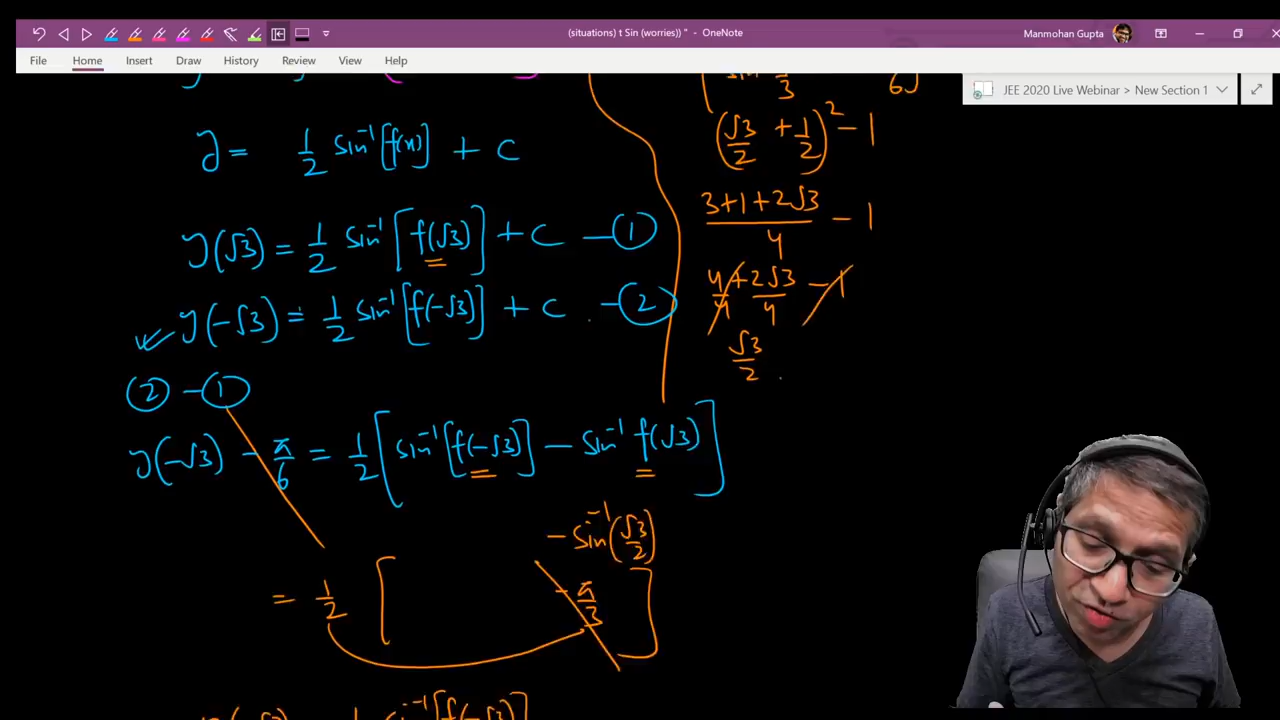 (situations) t Sin (worries)) " - OneNote
Manmohan Gupta
File Home Insert Draw History Review View Help
JEE 2020 Live Webinar > New Section 1
y = 1/2 sin⁻¹[f(x)] + c
y(√3) = 1/2 sin⁻¹[f(√3)] + c — ①
y(-√3) = 1/2 sin⁻¹[f(-√3)] + c — ②
② - ①
y(-√3) - π/6 = 1/2 [sin⁻¹[f(-√3)] - sin⁻¹ f(√3)]
- sin⁻¹(√3/2)
= 1/2 [ - π/3 ]
sin⁻¹[f(-√3)]
(√3/2 + 1/2)² - 1
3+1+2√3/4 - 1
4/4 + 2√3/4 - 1
√3/2